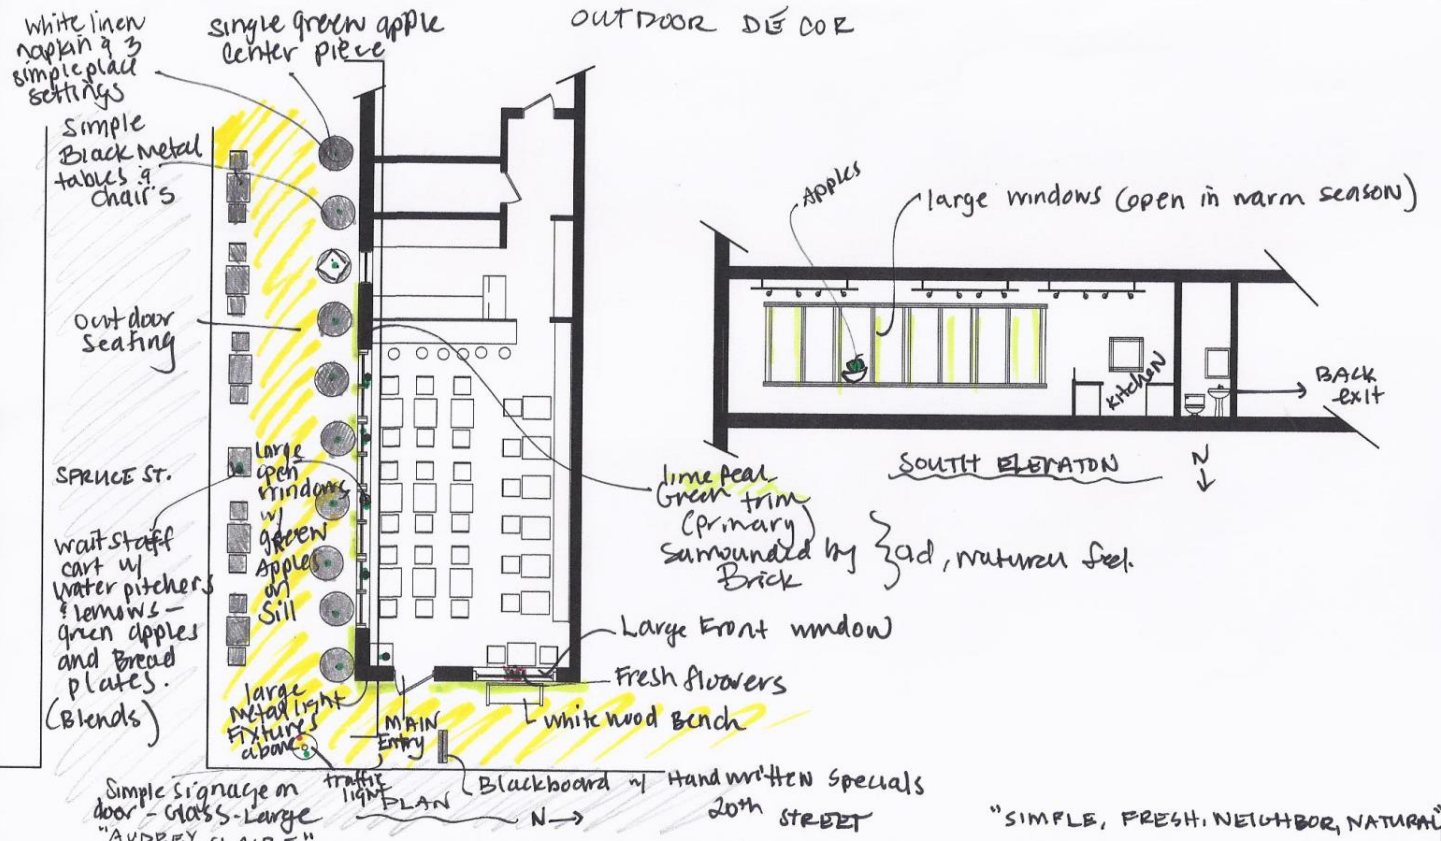 OUTDOOR DÉCOR
white linen
napkin & 3
simple place
settings
single green apple
center piece
simple
Black metal
tables &
chair's
outdoor
seating
SPRUCE ST.
wait staff
cart w/
water pitchers
& lemons –
green apples
and Bread
plates.
(Blends)
large
open
windows
w/
green
Apples
on
Sill
large
metal light
fixtures
above
MAIN
Entry
traffic
light
PLAN
N→
Simple signage on
door - Glass - Large
"AUDREY CLAIRE"
Blackboard w/ Handwritten Specials
20th STREET
white wood Bench
Fresh flowers
Large Front window
lime peal
Green trim
(primary)
surrounded by
Brick
old, natural feel.
Apples
large windows (open in warm season)
Kitchen
BACK
exit
SOUTH ELEVATON
N
"SIMPLE, FRESH, NEIGHBOR, NATURAL"